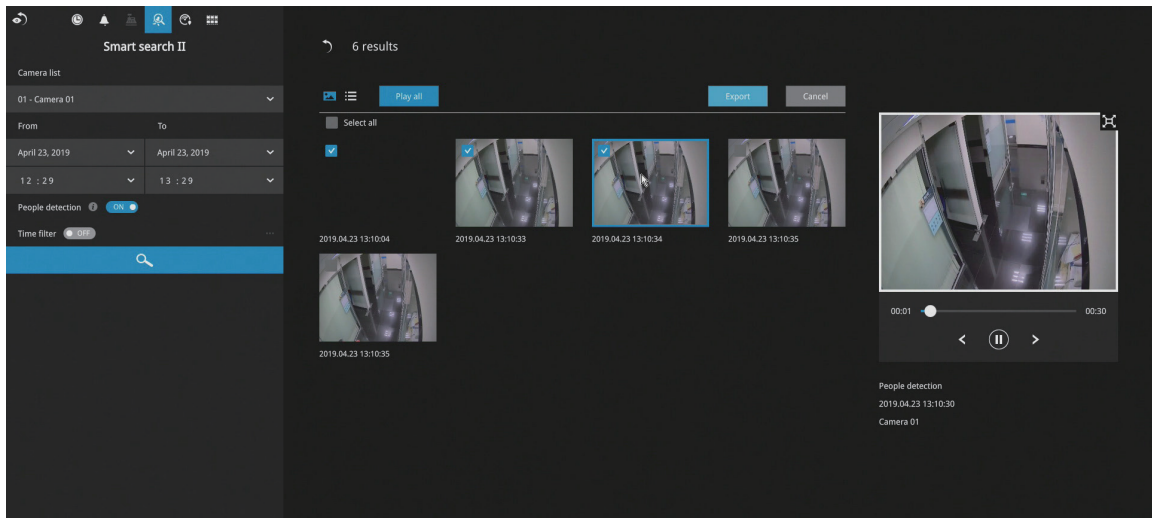 Smart search II
Camera list
01 - Camera 01
From To
April 23, 2019 April 23, 2019
12 : 29 13 : 29
People detection ON
Time filter OFF ...
6 results
Play all Export Cancel
Select all
2019.04.23 13:10:04 2019.04.23 13:10:33 2019.04.23 13:10:34 2019.04.23 13:10:35
2019.04.23 13:10:35
00:01 00:30
People detection
2019.04.23 13:10:30
Camera 01